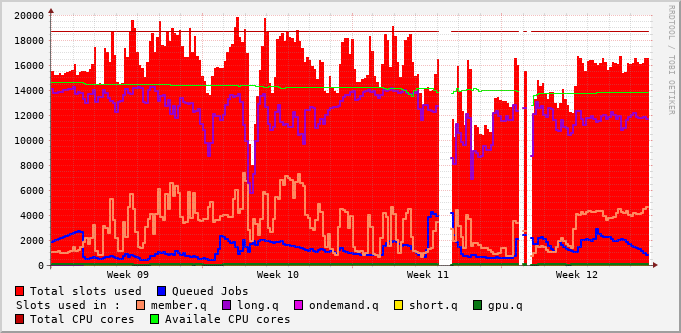 20000
18000
16000
14000
12000
10000
8000
6000
4000
2000
0
Week 09 Week 10 Week 11 Week 12
RRDTOOL / TOBI OETIKER
Total slots used Queued Jobs
Slots used in : member.q long.q ondemand.q short.q gpu.q
Total CPU cores Availale CPU cores